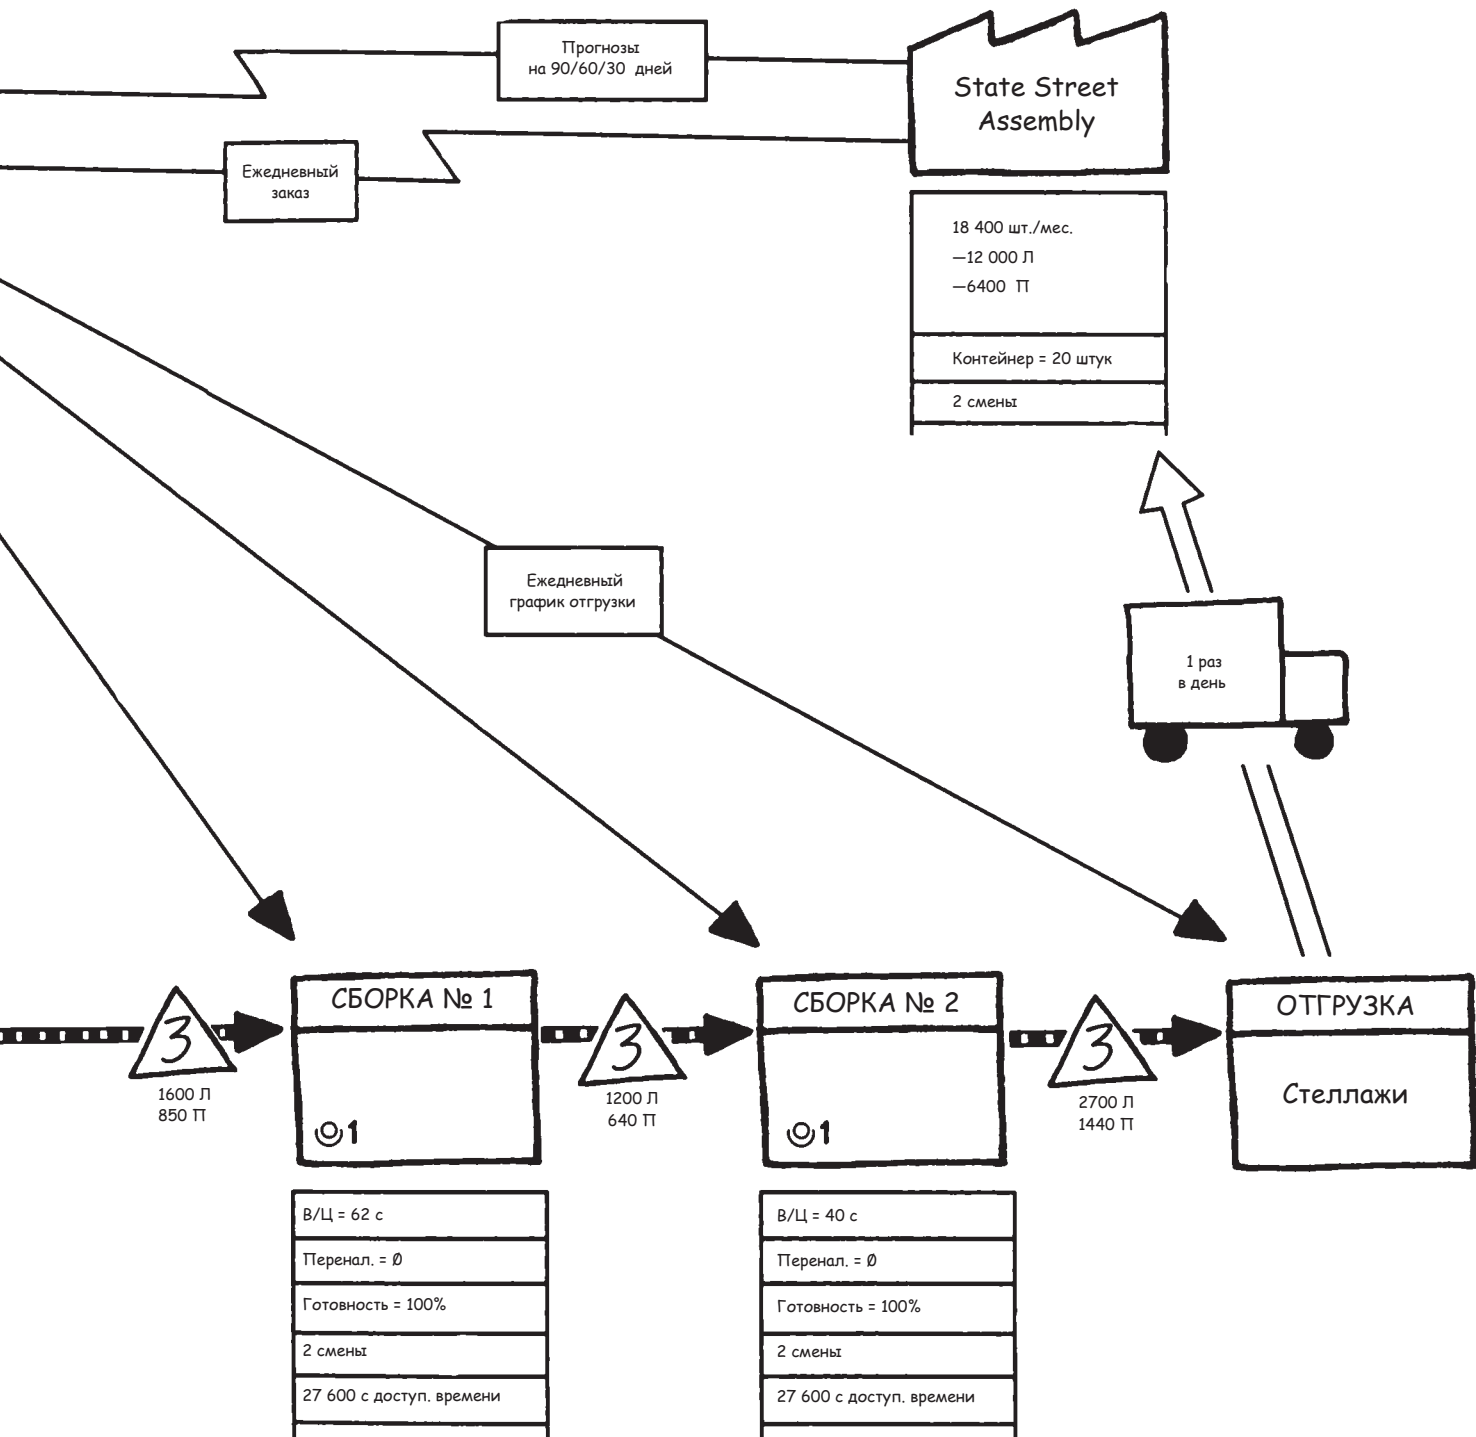 Прогнозы
на 90/60/30 дней
State Street
Assembly
Ежедневный
заказ
18 400 шт./мес.
—12 000 Л
—6400 П
Контейнер = 20 штук
2 смены
Ежедневный
график отгрузки
1 раз
в день
3
1600 Л
850 П
СБОРКА № 1
1
3
1200 Л
640 П
СБОРКА № 2
1
3
2700 Л
1440 П
ОТГРУЗКА
Стеллажи
В/Ц = 62 с
Перенал. = Ø
Готовность = 100%
2 смены
27 600 с доступ. времени
В/Ц = 40 с
Перенал. = Ø
Готовность = 100%
2 смены
27 600 с доступ. времени